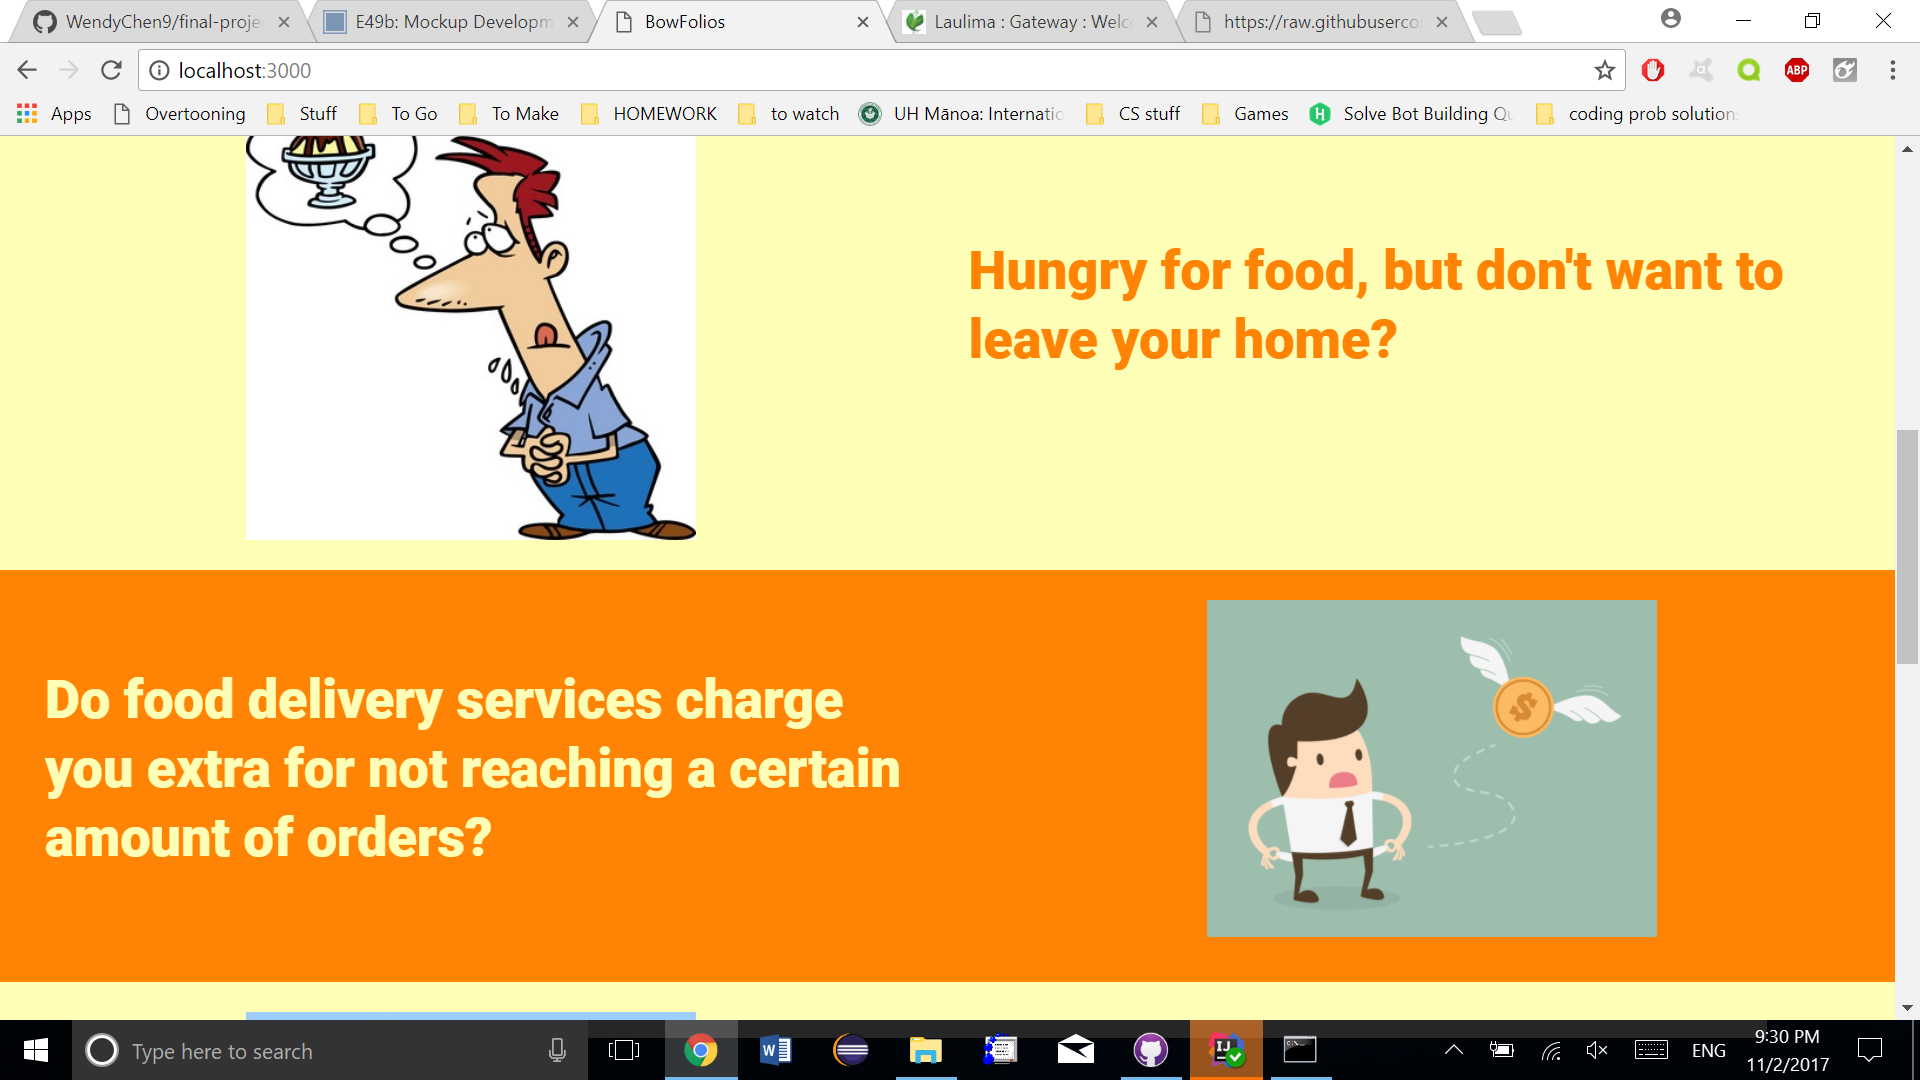 WendyChen9/final-proje
E49b: Mockup Developm
BowFolios
Laulima : Gateway : Welc
https://raw.githubuserco
localhost:3000
ABP
Apps
Overtooning
Stuff
To Go
To Make
HOMEWORK
to watch
UH Mānoa: Internatio
CS stuff
Games
Solve Bot Building Qu
coding prob solution
Hungry for food, but don't want to
leave your home?
Do food delivery services charge
you extra for not reaching a certain
amount of orders?
$
Type here to search
IJ
ENG
9:30 PM
11/2/2017